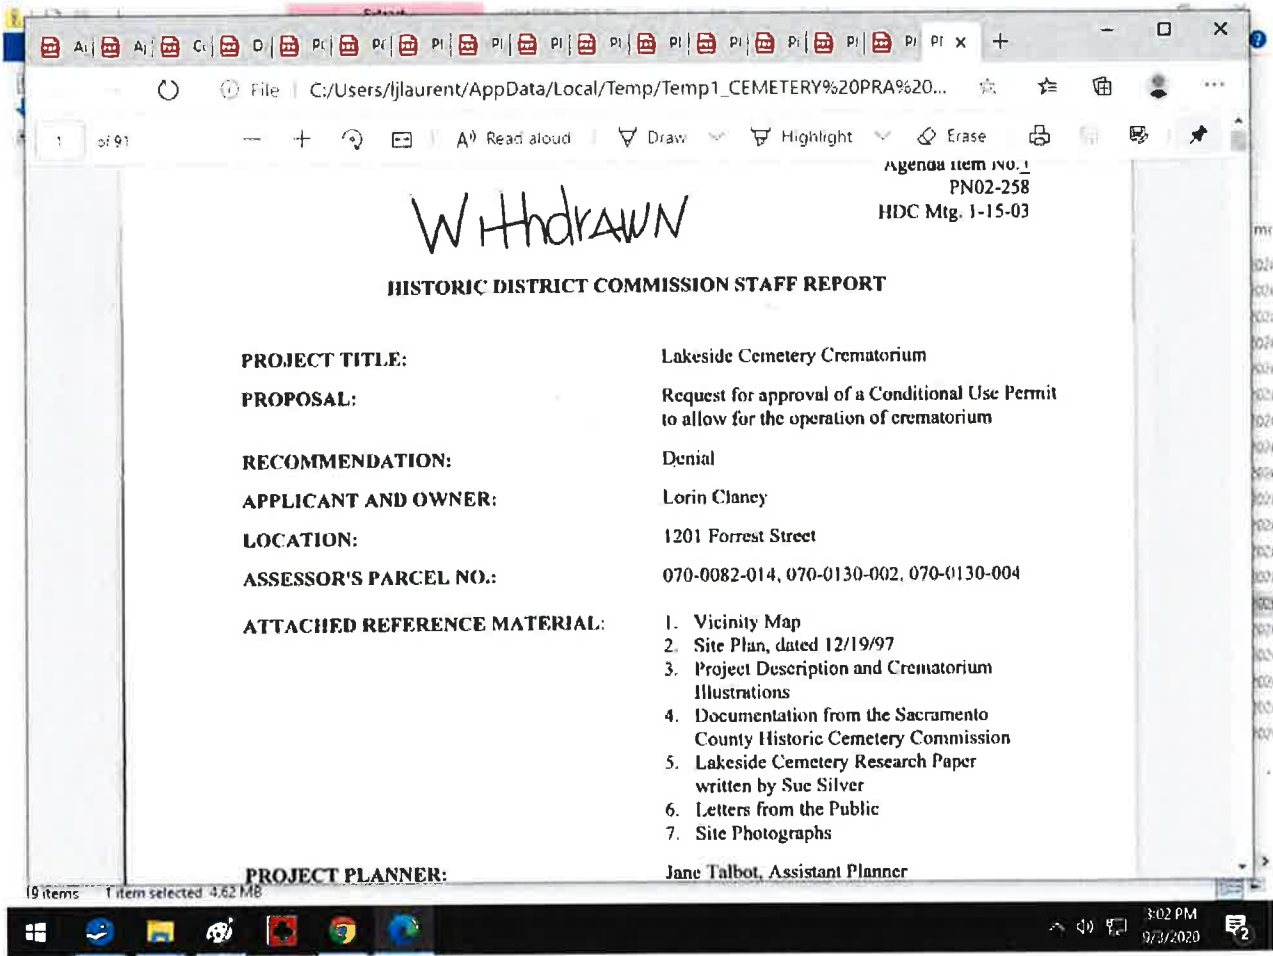 File C:/Users/ljlaurent/AppData/Local/Temp/Temp1_CEMETERY%20PRA%20...
1 of 91 Read aloud Draw Highlight Erase
Agenda Item No. 1
PN02-258
HDC Mtg. 1-15-03
WithdrAWN
HISTORIC DISTRICT COMMISSION STAFF REPORT
PROJECT TITLE: Lakeside Cemetery Crematorium
PROPOSAL: Request for approval of a Conditional Use Permit
to allow for the operation of crematorium
RECOMMENDATION: Denial
APPLICANT AND OWNER: Lorin Claney
LOCATION: 1201 Forrest Street
ASSESSOR'S PARCEL NO.: 070-0082-014, 070-0130-002, 070-0130-004
ATTACHED REFERENCE MATERIAL: 1. Vicinity Map
2. Site Plan, dated 12/19/97
3. Project Description and Crematorium
Illustrations
4. Documentation from the Sacramento
County Historic Cemetery Commission
5. Lakeside Cemetery Research Paper
written by Sue Silver
6. Letters from the Public
7. Site Photographs
PROJECT PLANNER: Jane Talbot, Assistant Planner
19 items 1 item selected 4.62 MB
3:02 PM
9/3/2020